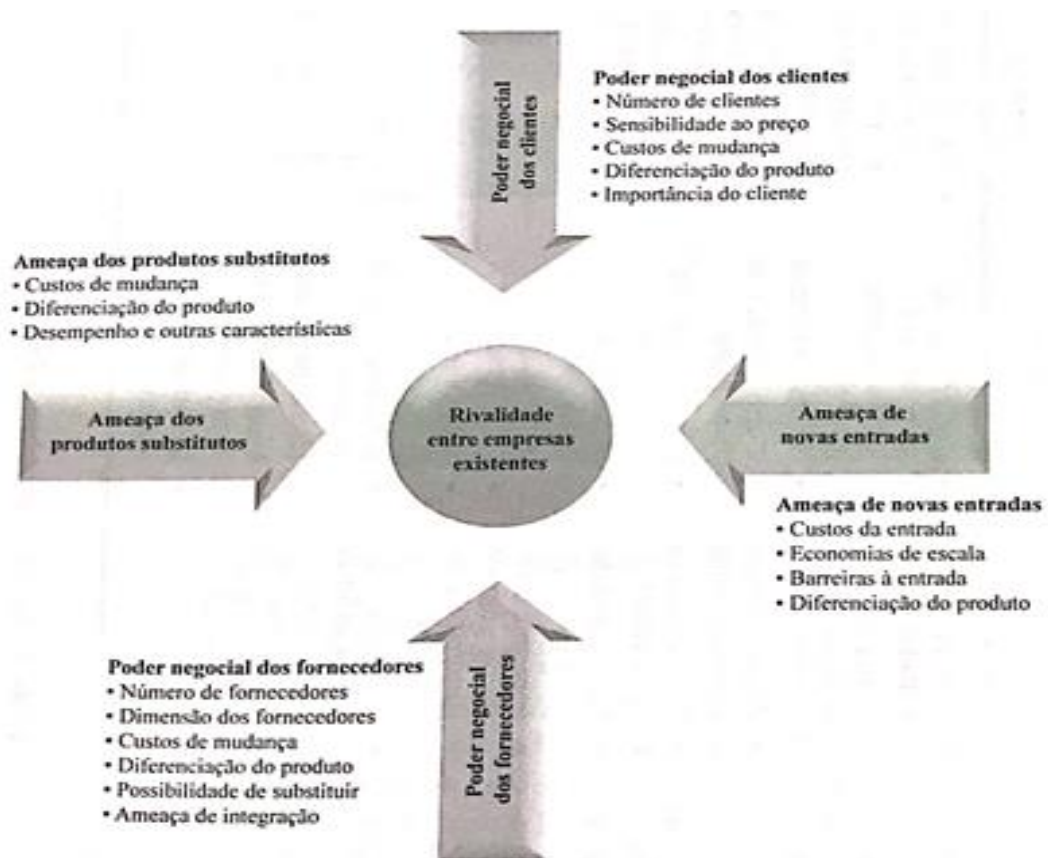 Poder negocial
dos clientes
Poder negocial dos clientes
• Número de clientes
• Sensibilidade ao preço
• Custos de mudança
• Diferenciação do produto
• Importância do cliente
Ameaça dos produtos substitutos
• Custos de mudança
• Diferenciação do produto
• Desempenho e outras características
Ameaça dos
produtos substitutos
Rivalidade
entre empresas
existentes
Ameaça de
novas entradas
Ameaça de novas entradas
• Custos da entrada
• Economias de escala
• Barreiras à entrada
• Diferenciação do produto
Poder negocial dos fornecedores
• Número de fornecedores
• Dimensão dos fornecedores
• Custos de mudança
• Diferenciação do produto
• Possibilidade de substituir
• Ameaça de integração
Poder negocial
dos fornecedores